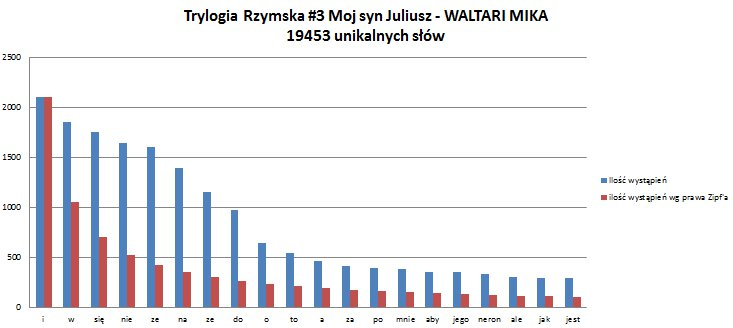 Trylogia Rzymska #3 Moj syn Juliusz - WALTARI MIKA
19453 unikalnych słów
2500
2000
1500
1000
500
0
i w się nie ze na ze do o to a za po mnie aby jego neron ale jak jest
ilość wystąpień
ilość wystąpień wg prawa Zipf'a